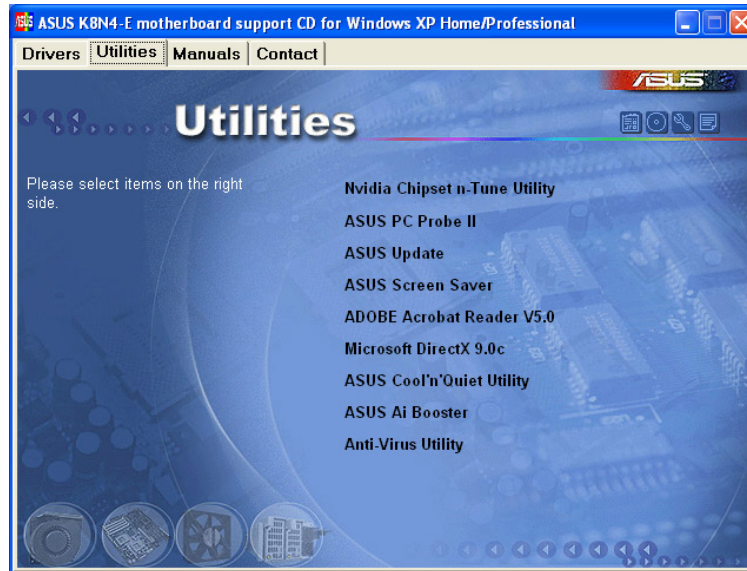 ASUS K8N4-E motherboard support CD for Windows XP Home/Professional
Drivers Utilities Manuals Contact
ASUS
Utilities
Please select items on the right
side.
Nvidia Chipset n-Tune Utility
ASUS PC Probe II
ASUS Update
ASUS Screen Saver
ADOBE Acrobat Reader V5.0
Microsoft DirectX 9.0c
ASUS Cool'n'Quiet Utility
ASUS Ai Booster
Anti-Virus Utility